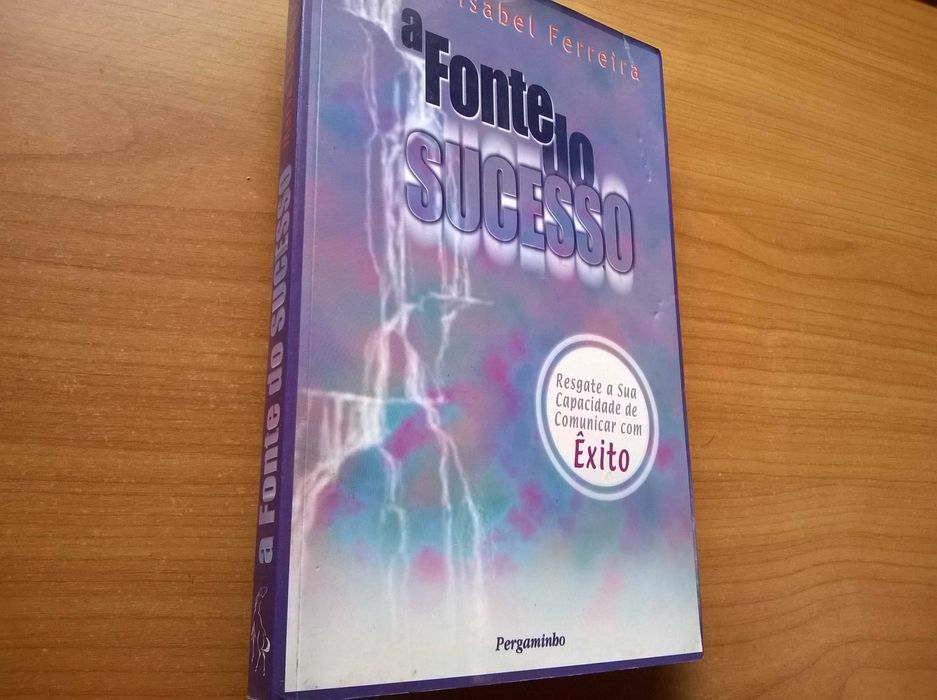 Isabel Ferreira
a
Fonte do
SUCESSO
Resgate a Sua
Capacidade de
Comunicar com
Êxito
Pergaminho
a Fonte do SUCESSO